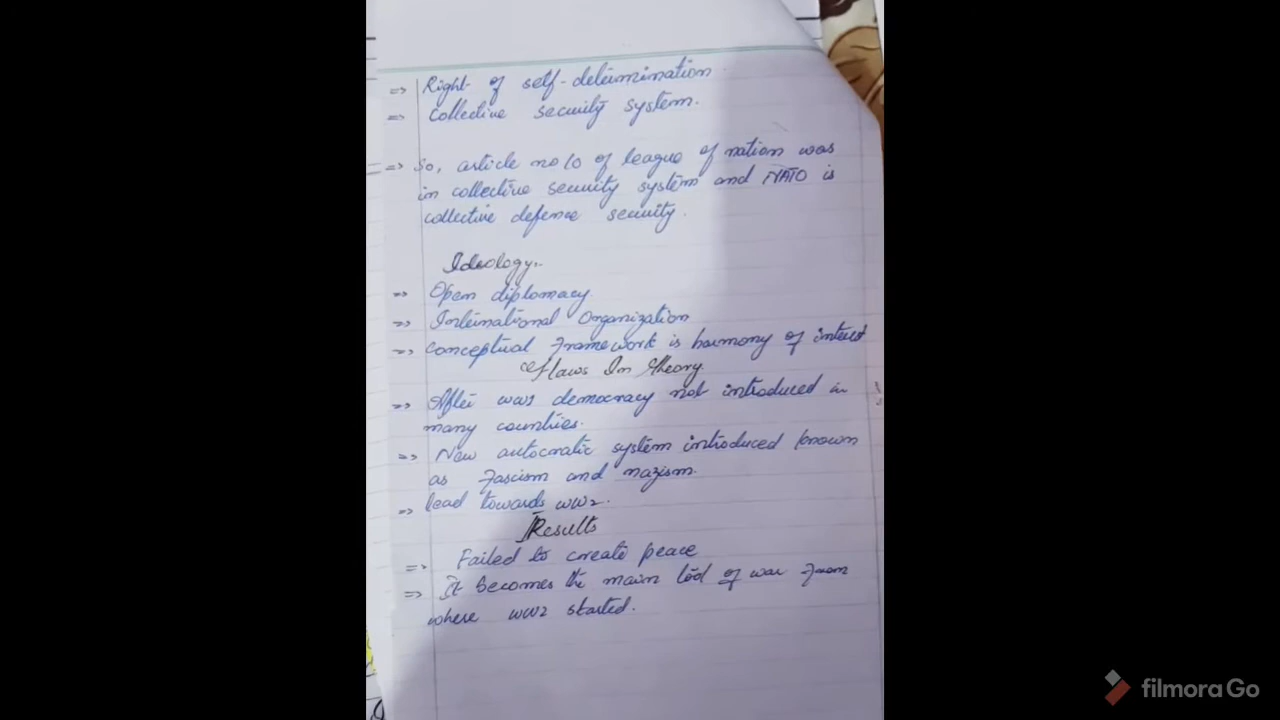 => Right of self-determination
=> Collective security system.
=> So, article no 10 of league of nation was
in collective security system and NATO is
collective defence security.
Ideology..
=> Open diplomacy.
=> International Organization
=> Conceptual Framework is harmony of interest
Flaws In Theory.
=> After WW1 democracy not introduced in
many countries.
=> New autocratic system introduced known
as Fascism and nazism.
=> lead towards WW2.
Results
=> Failed to create peace
=> It becomes the main of war From
where WW2 started.
filmora Go